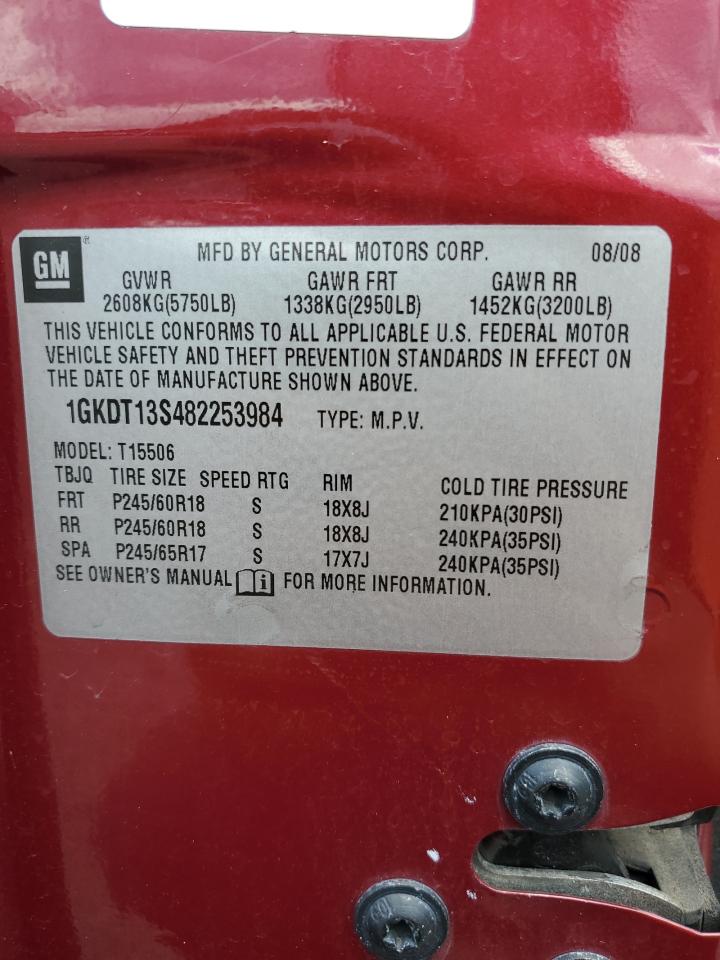 GM® MFD BY GENERAL MOTORS CORP. 08/08
GVWR GAWR FRT GAWR RR
2608KG(5750LB) 1338KG(2950LB) 1452KG(3200LB)
THIS VEHICLE CONFORMS TO ALL APPLICABLE U.S. FEDERAL MOTOR
VEHICLE SAFETY AND THEFT PREVENTION STANDARDS IN EFFECT ON
THE DATE OF MANUFACTURE SHOWN ABOVE.
1GKDT13S482253984 TYPE: M.P.V.
MODEL: T15506
TBJQ TIRE SIZE SPEED RTG RIM COLD TIRE PRESSURE
FRT P245/60R18 S 18X8J 210KPA(30PSI)
RR P245/60R18 S 18X8J 240KPA(35PSI)
SPA P245/65R17 S 17X7J 240KPA(35PSI)
SEE OWNER'S MANUAL FOR MORE INFORMATION.